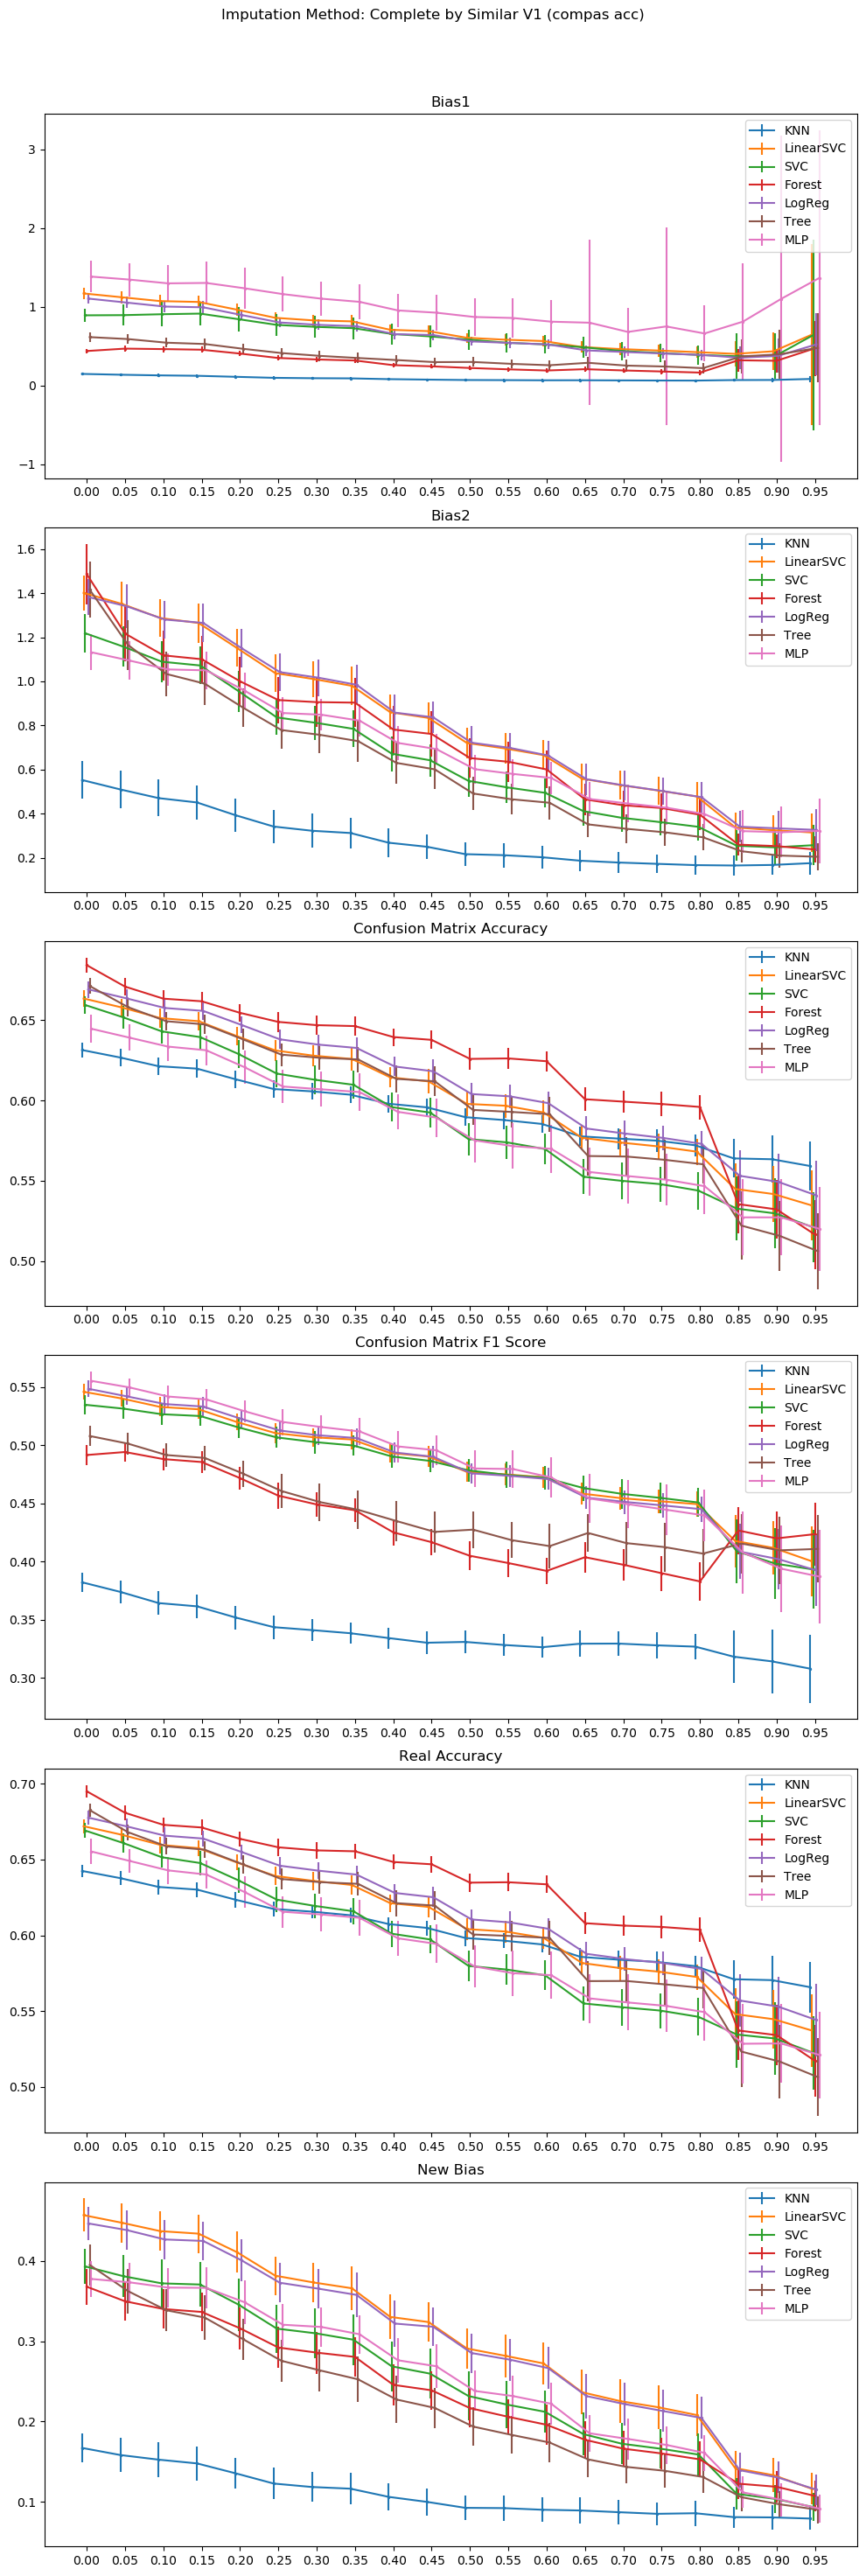 Imputation Method: Complete by Similar V1 (compas acc)
Bias1
3
2
1
0
−1
KNN
LinearSVC
SVC
Forest
LogReg
Tree
MLP
0.00 0.05 0.10 0.15 0.20 0.25 0.30 0.35 0.40 0.45 0.50 0.55 0.60 0.65 0.70 0.75 0.80 0.85 0.90 0.95
Bias2
1.6
1.4
1.2
1.0
0.8
0.6
0.4
0.2
KNN
LinearSVC
SVC
Forest
LogReg
Tree
MLP
0.00 0.05 0.10 0.15 0.20 0.25 0.30 0.35 0.40 0.45 0.50 0.55 0.60 0.65 0.70 0.75 0.80 0.85 0.90 0.95
Confusion Matrix Accuracy
0.65
0.60
0.55
0.50
KNN
LinearSVC
SVC
Forest
LogReg
Tree
MLP
0.00 0.05 0.10 0.15 0.20 0.25 0.30 0.35 0.40 0.45 0.50 0.55 0.60 0.65 0.70 0.75 0.80 0.85 0.90 0.95
Confusion Matrix F1 Score
0.55
0.50
0.45
0.40
0.35
0.30
KNN
LinearSVC
SVC
Forest
LogReg
Tree
MLP
0.00 0.05 0.10 0.15 0.20 0.25 0.30 0.35 0.40 0.45 0.50 0.55 0.60 0.65 0.70 0.75 0.80 0.85 0.90 0.95
Real Accuracy
0.70
0.65
0.60
0.55
0.50
KNN
LinearSVC
SVC
Forest
LogReg
Tree
MLP
0.00 0.05 0.10 0.15 0.20 0.25 0.30 0.35 0.40 0.45 0.50 0.55 0.60 0.65 0.70 0.75 0.80 0.85 0.90 0.95
New Bias
0.4
0.3
0.2
0.1
KNN
LinearSVC
SVC
Forest
LogReg
Tree
MLP
0.00 0.05 0.10 0.15 0.20 0.25 0.30 0.35 0.40 0.45 0.50 0.55 0.60 0.65 0.70 0.75 0.80 0.85 0.90 0.95